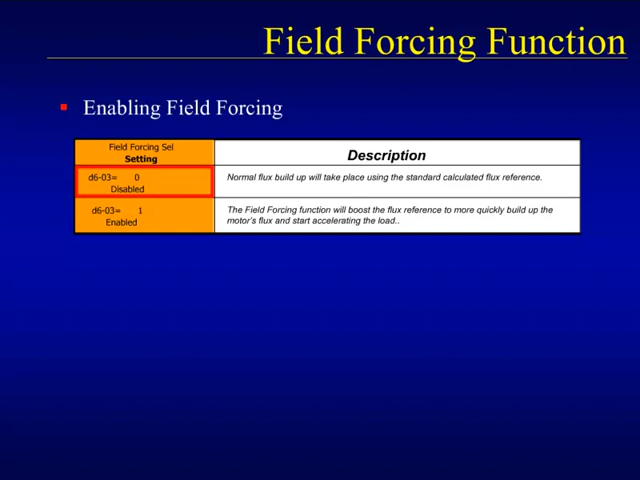 Field Forcing Function
Enabling Field Forcing
Field Forcing Sel
Setting
Description
d6-03= 0
Disabled
Normal flux build up will take place using the standard calculated flux reference.
d6-03= 1
Enabled
The Field Forcing function will boost the flux reference to more quickly build up the
motor's flux and start accelerating the load..